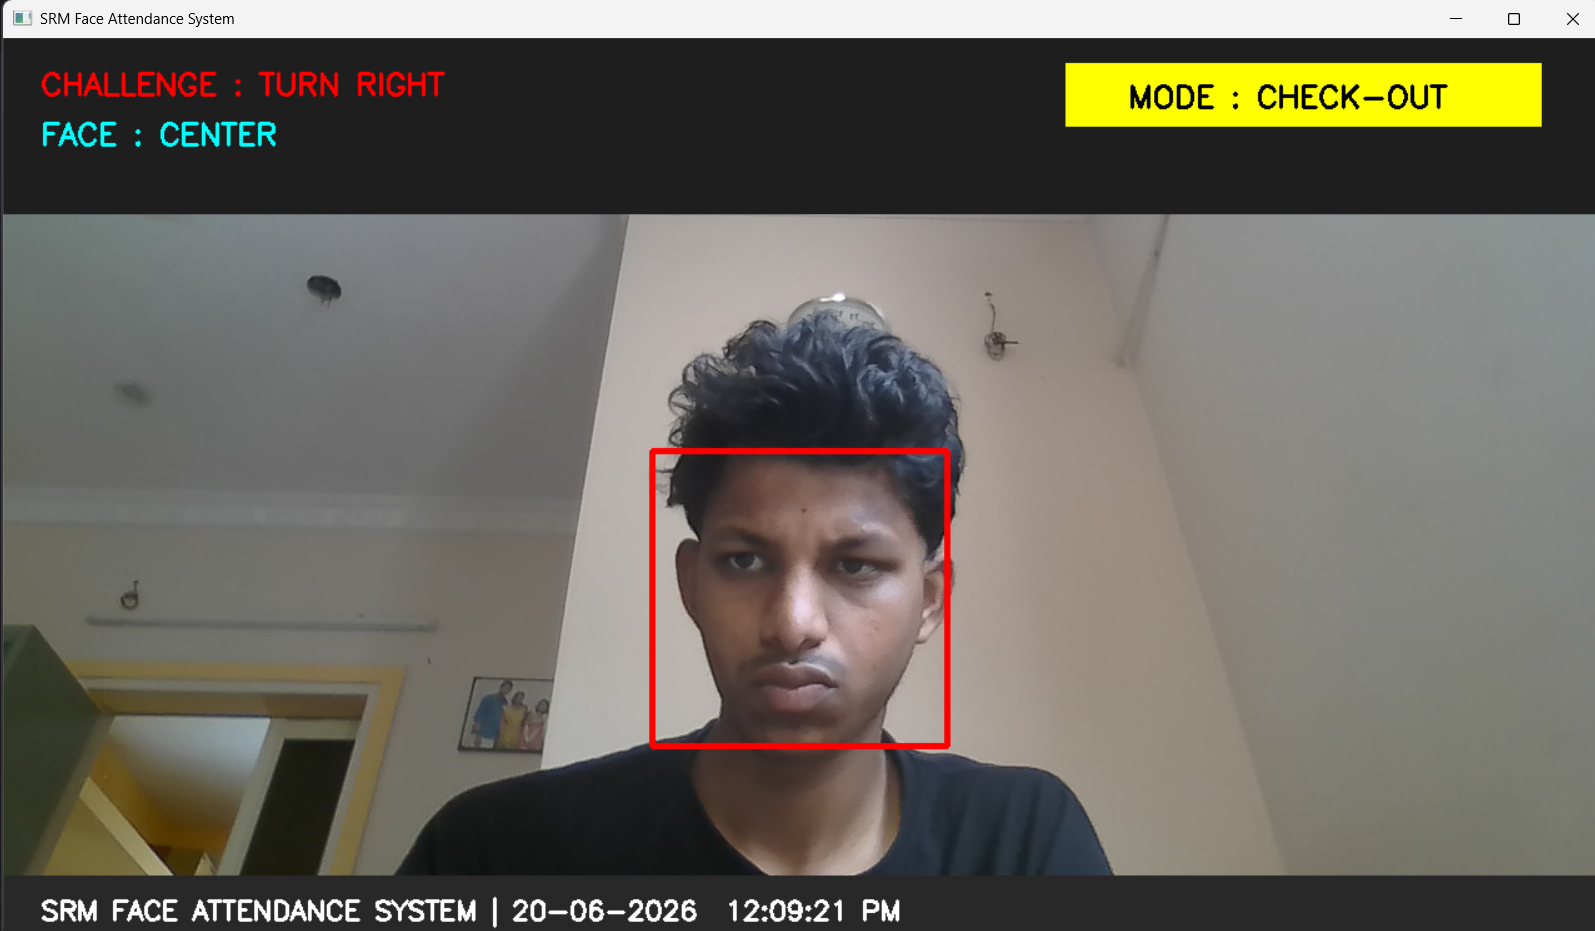 SRM Face Attendance System
CHALLENGE : TURN RIGHT
MODE : CHECK-OUT
FACE : CENTER
SRM FACE ATTENDANCE SYSTEM | 20-06-2026 12:09:21 PM